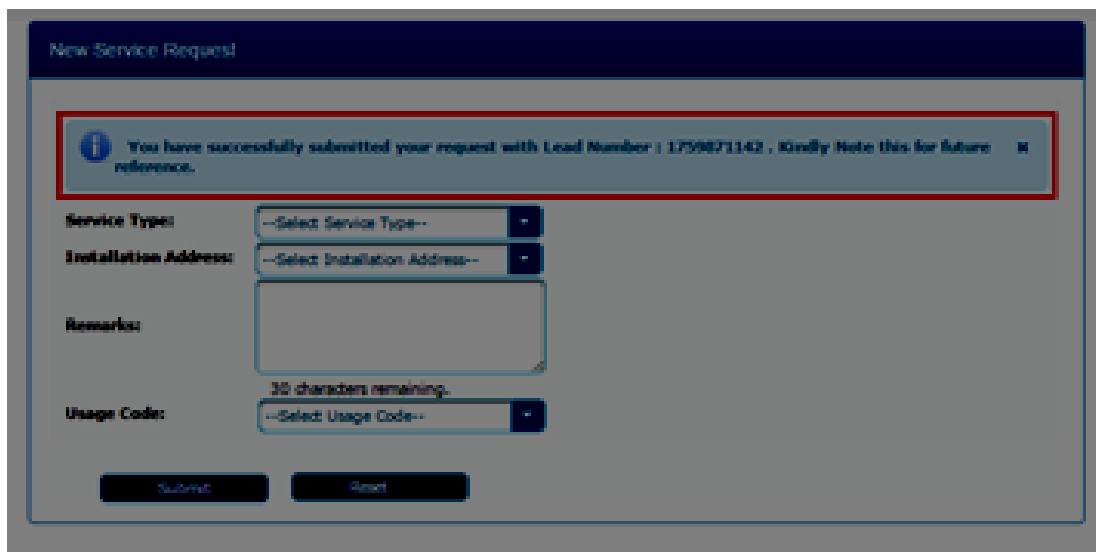 New Service Request
You have successfully submitted your request with Lead Number : 1759871142 . Kindly Note this for future
reference.
Service Type:
--Select Service Type--
Installation Address:
--Select Installation Address--
Remarks:
30 characters remaining.
Usage Code:
--Select Usage Code--
Submit Reset